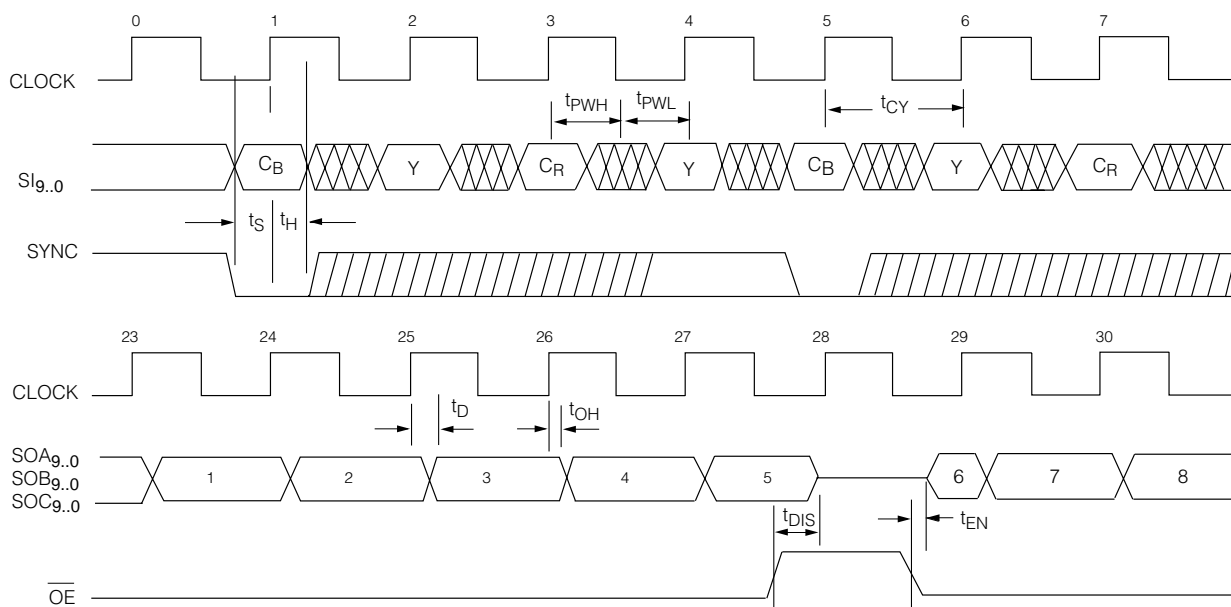 0 1 2 3 4 5 6 7
CLOCK
tPWH tPWL tCY
SI9..0 CB Y CR Y CB Y CR
tS tH
SYNC
23 24 25 26 27 28 29 30
CLOCK
tD tOH
SOA9..0
SOB9..0 1 2 3 4 5 6 7 8
SOC9..0
tDIS tEN
OE